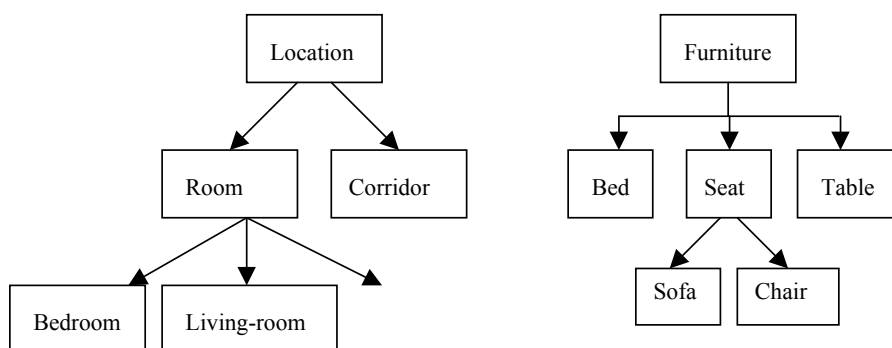 Location
Furniture
Room
Corridor
Bed
Seat
Table
Sofa
Chair
Bedroom
Living-room